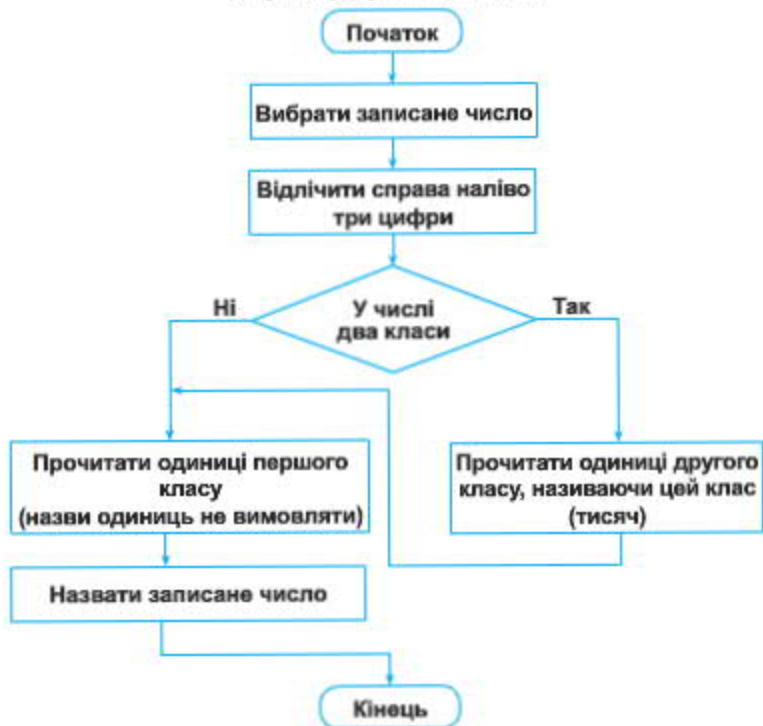 Початок
Вибрати записане число
Відлічити справа наліво
три цифри
У числі
два класи
Ні
Так
Прочитати одиниці першого
класу
(назви одиниць не вимовляти)
Прочитати одиниці другого
класу, називаючи цей клас
(тисяч)
Назвати записане число
Кінець